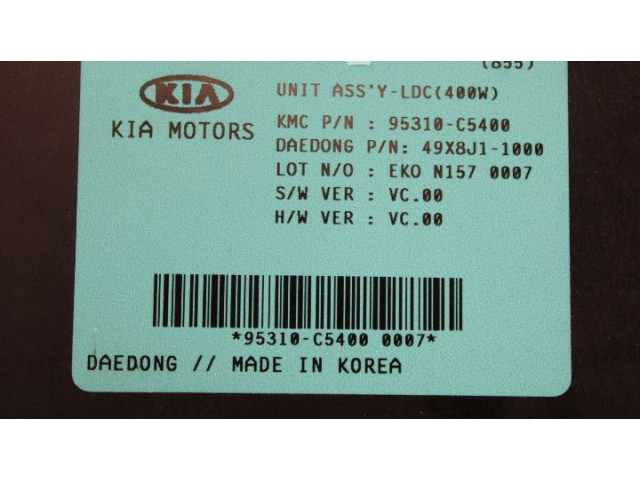 (855)
KIA
UNIT ASS'Y-LDC(400W)
KIA MOTORS
KMC P/N : 95310-C5400
DAEDONG P/N: 49X8J1-1000
LOT N/O : EKO N157 0007
S/W VER : VC.00
H/W VER : VC.00
*95310-C5400 0007*
DAEDONG // MADE IN KOREA